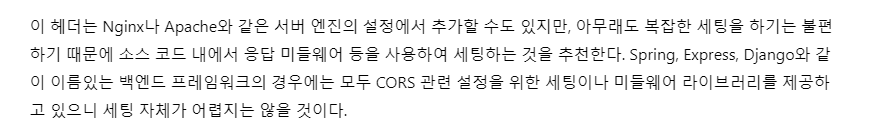 이 헤더는 Nginx나 Apache와 같은 서버 엔진의 설정에서 추가할 수도 있지만, 아무래도 복잡한 세팅을 하기는 불편
하기 때문에 소스 코드 내에서 응답 미들웨어 등을 사용하여 세팅하는 것을 추천한다. Spring, Express, Django와 같
이 이름있는 백엔드 프레임워크의 경우에는 모두 CORS 관련 설정을 위한 세팅이나 미들웨어 라이브러리를 제공하
고 있으니 세팅 자체가 어렵지는 않을 것이다.